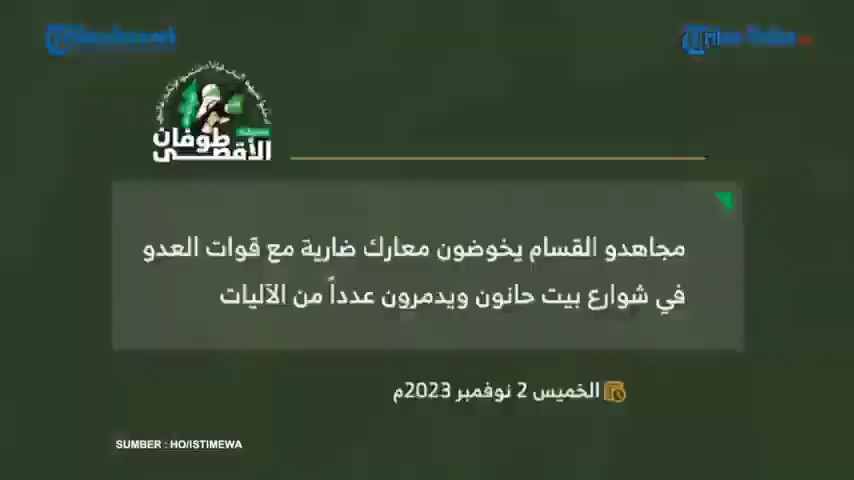 معركة
طوفان
الأقصى
مجاهدو القسام يخوضون معارك ضارية مع قوات العدو
في شوارع بيت حانون ويدمرون عدداً من الآليات
الخميس 2 نوفمبر 2023م
SUMBER : HO/ISTIMEWA